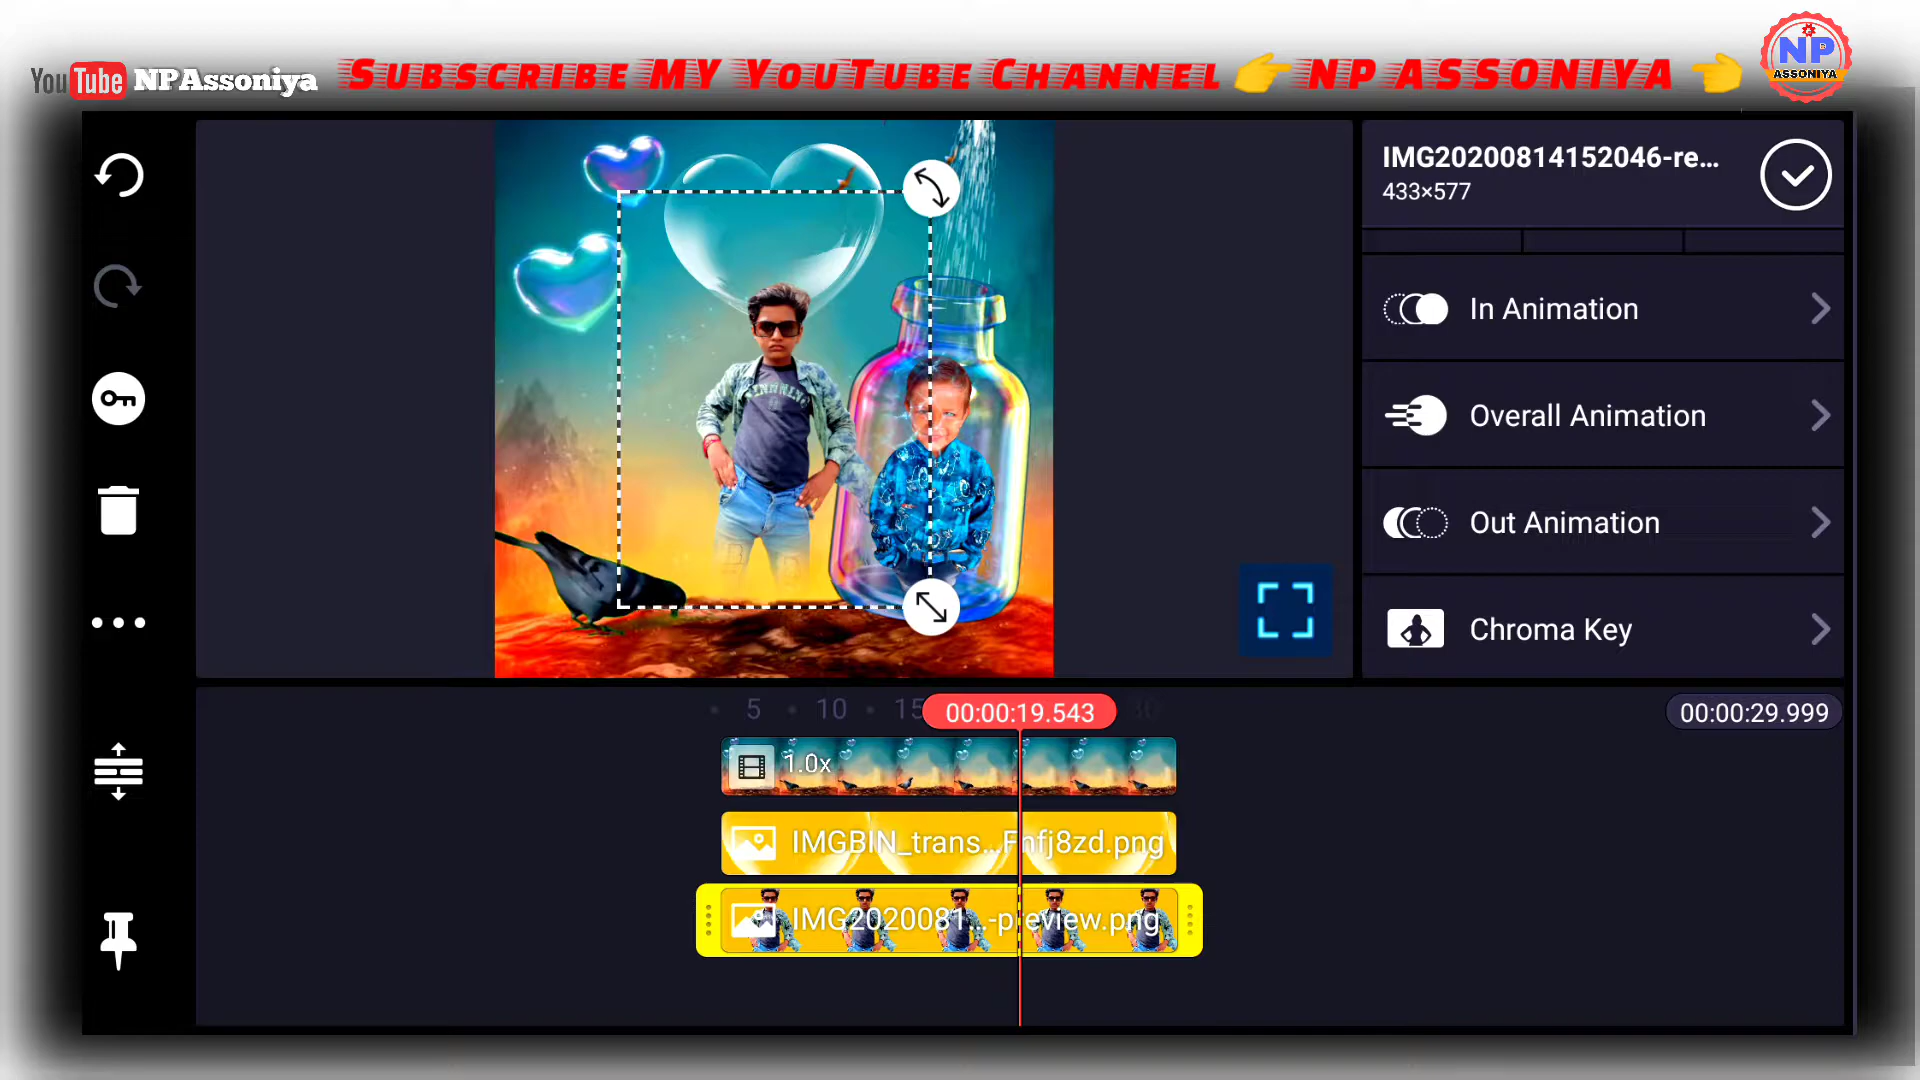 YouTube NPAssoniya SUBSCRIBE MY YOUTUBE CHANNEL 👉 NP ASSONIYA 👈
NP
ASSONIYA
IMG20200814152046-re...
433×577
In Animation
Overall Animation
Out Animation
Chroma Key
5 10 15 00:00:19.543 30
00:00:29.999
1.0x
IMGBIN_trans...Fnfj8zd.png
IMG2020081...-preview.png